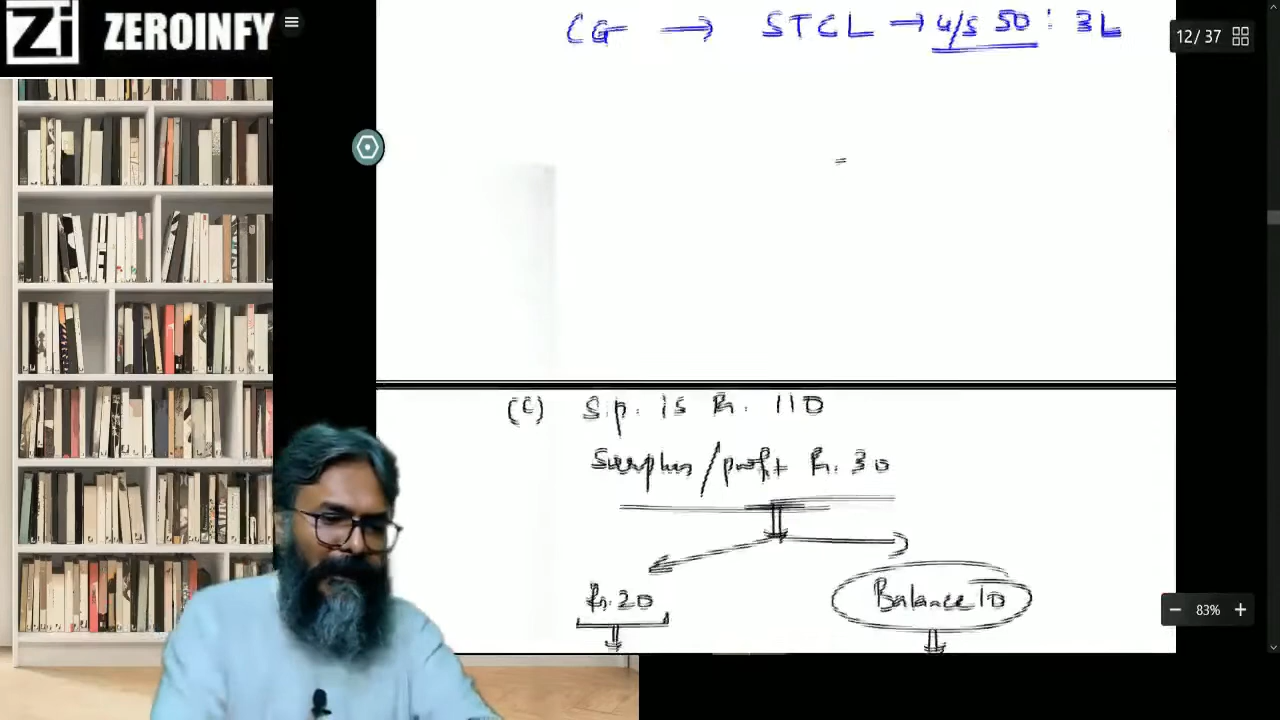 Zi ZEROINFY
CG → STCL → u/s 50 : 3L
12/ 37
=
(C) S.p. is Rs. 110
Surplus/profit Rs. 30
Rs. 20
Balance 10
83%